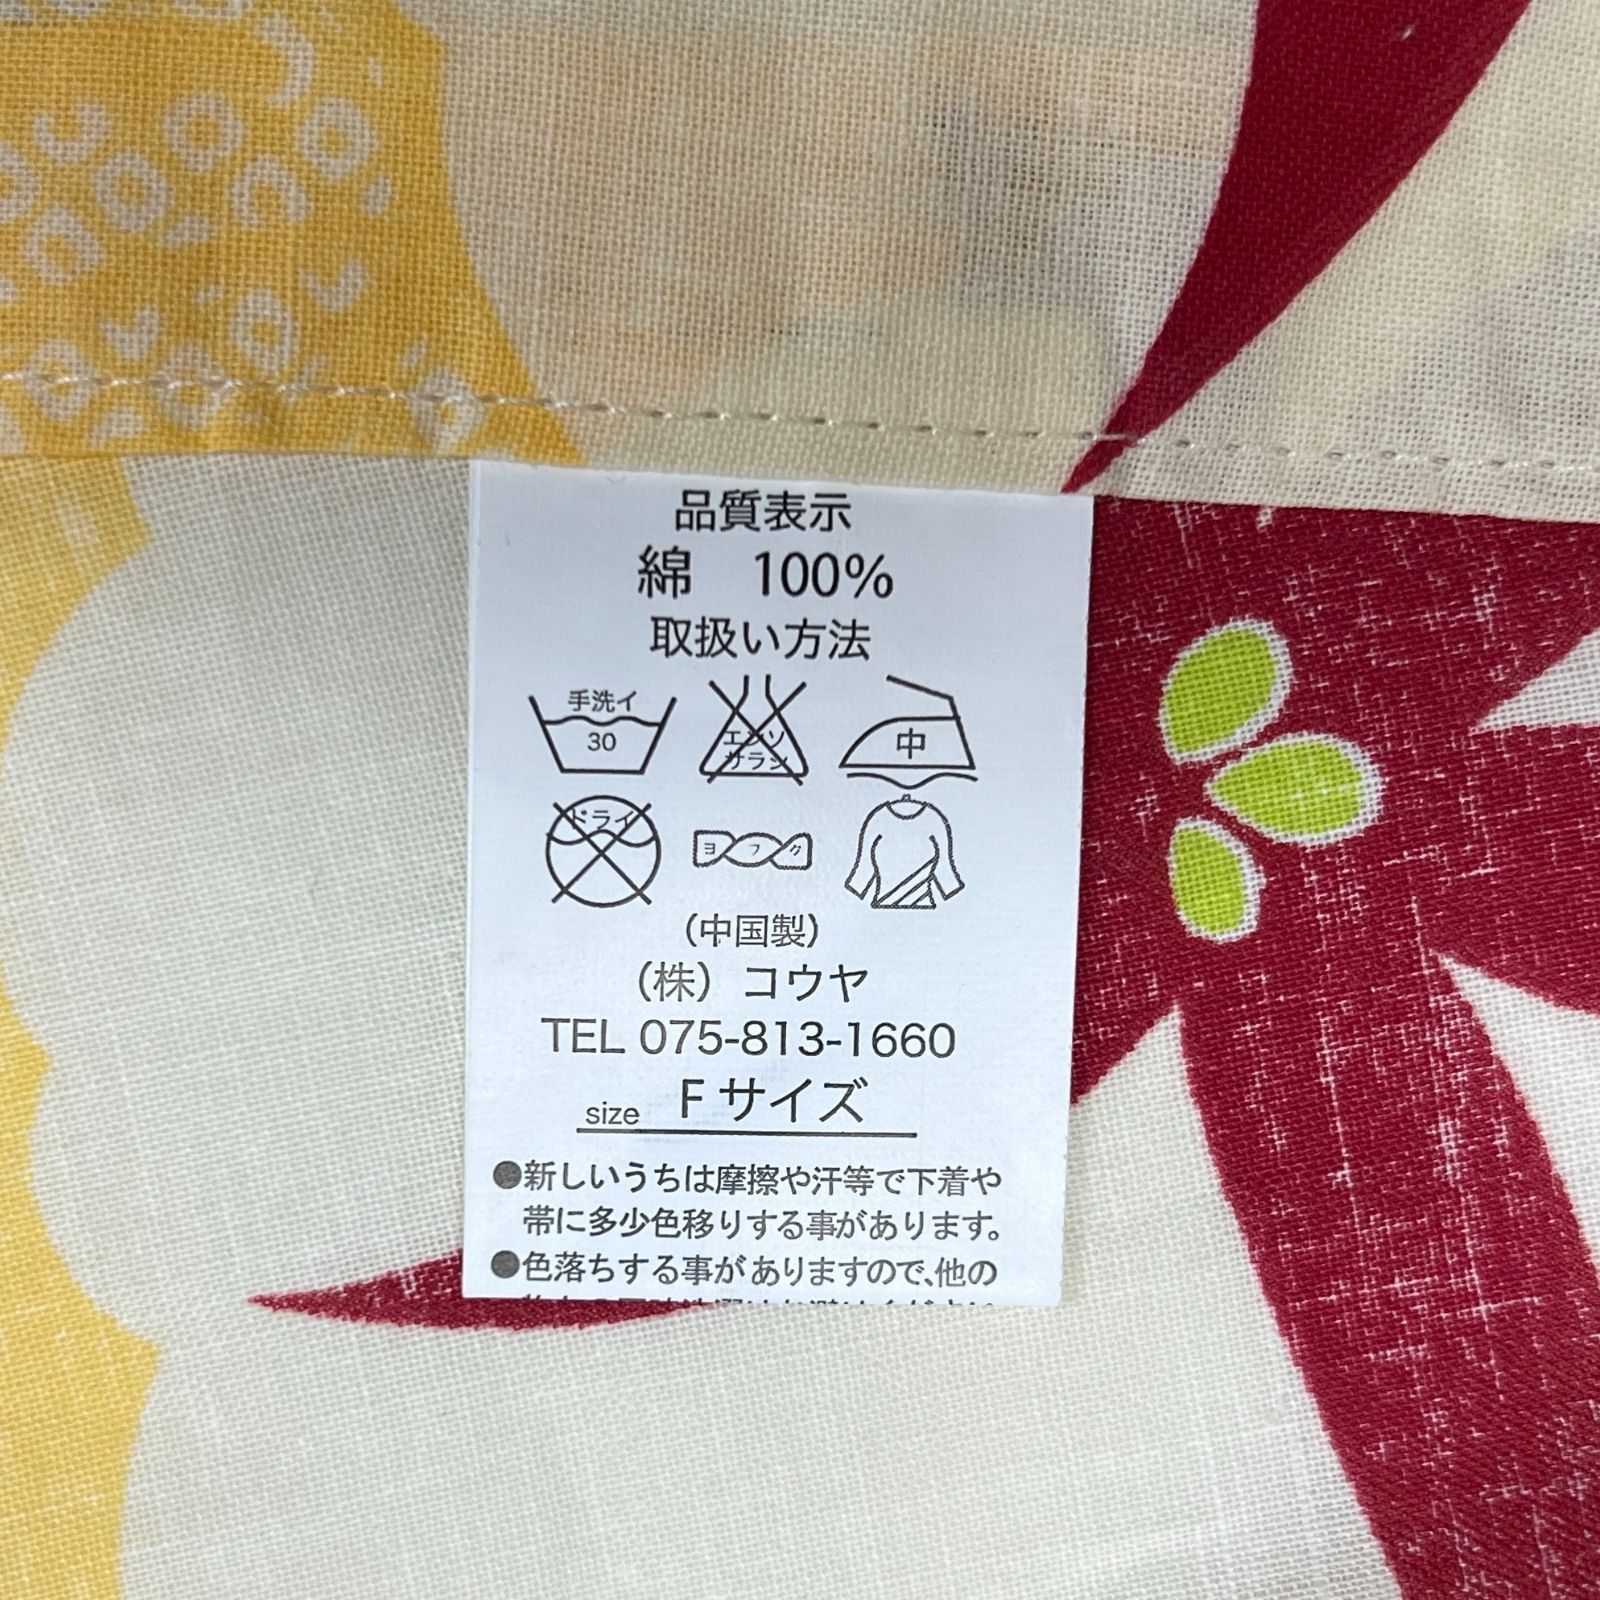 品質表示
綿　100%
取扱い方法
手洗イ
30
エンソ
サラシ
中
ドライ
ヨワク
(中国製)
(株) コウヤ
TEL 075-813-1660
size Fサイズ
●新しいうちは摩擦や汗等で下着や
帯に多少色移りする事があります。
●色落ちする事がありますので、他の